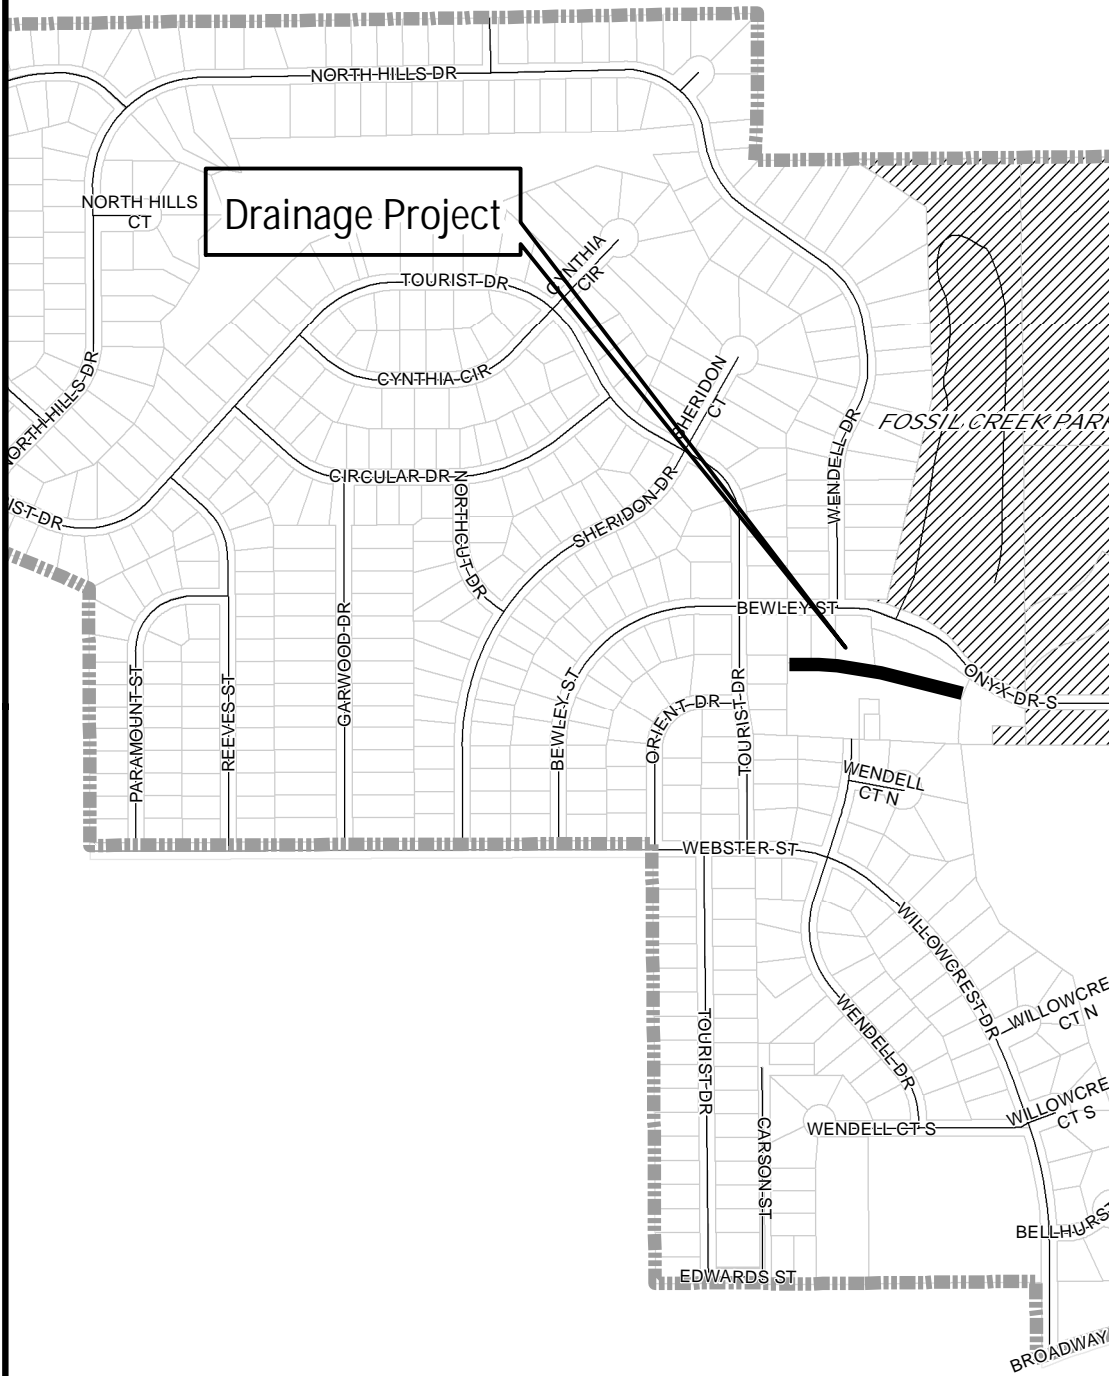 NORTH HILLS DR
NORTH HILLS
CT
Drainage Project
CYNTHIA
CIR
TOURIST DR
SHERIDON
CT
CYNTHIA CIR
NORTH HILLS DR
WENDELL DR
FOSSIL CREEK PARK
CIRCULAR DR
NORTHCUT DR
IST DR
SHERIDON DR
BEWLEY ST
GARWOOD DR
PARAMOUNT ST
REEVES ST
BEWLEY ST
ORIENT DR
TOURIST DR
ONYX DR S
WENDELL
CT N
WEBSTER ST
WILLOWCREST DR
WILLOWCRE
CT N
WENDELL DR
TOURIST DR
WILLOWCRE
CT S
CARSON ST
WENDELL CT S
BELLHURST
EDWARDS ST
BROADWAY